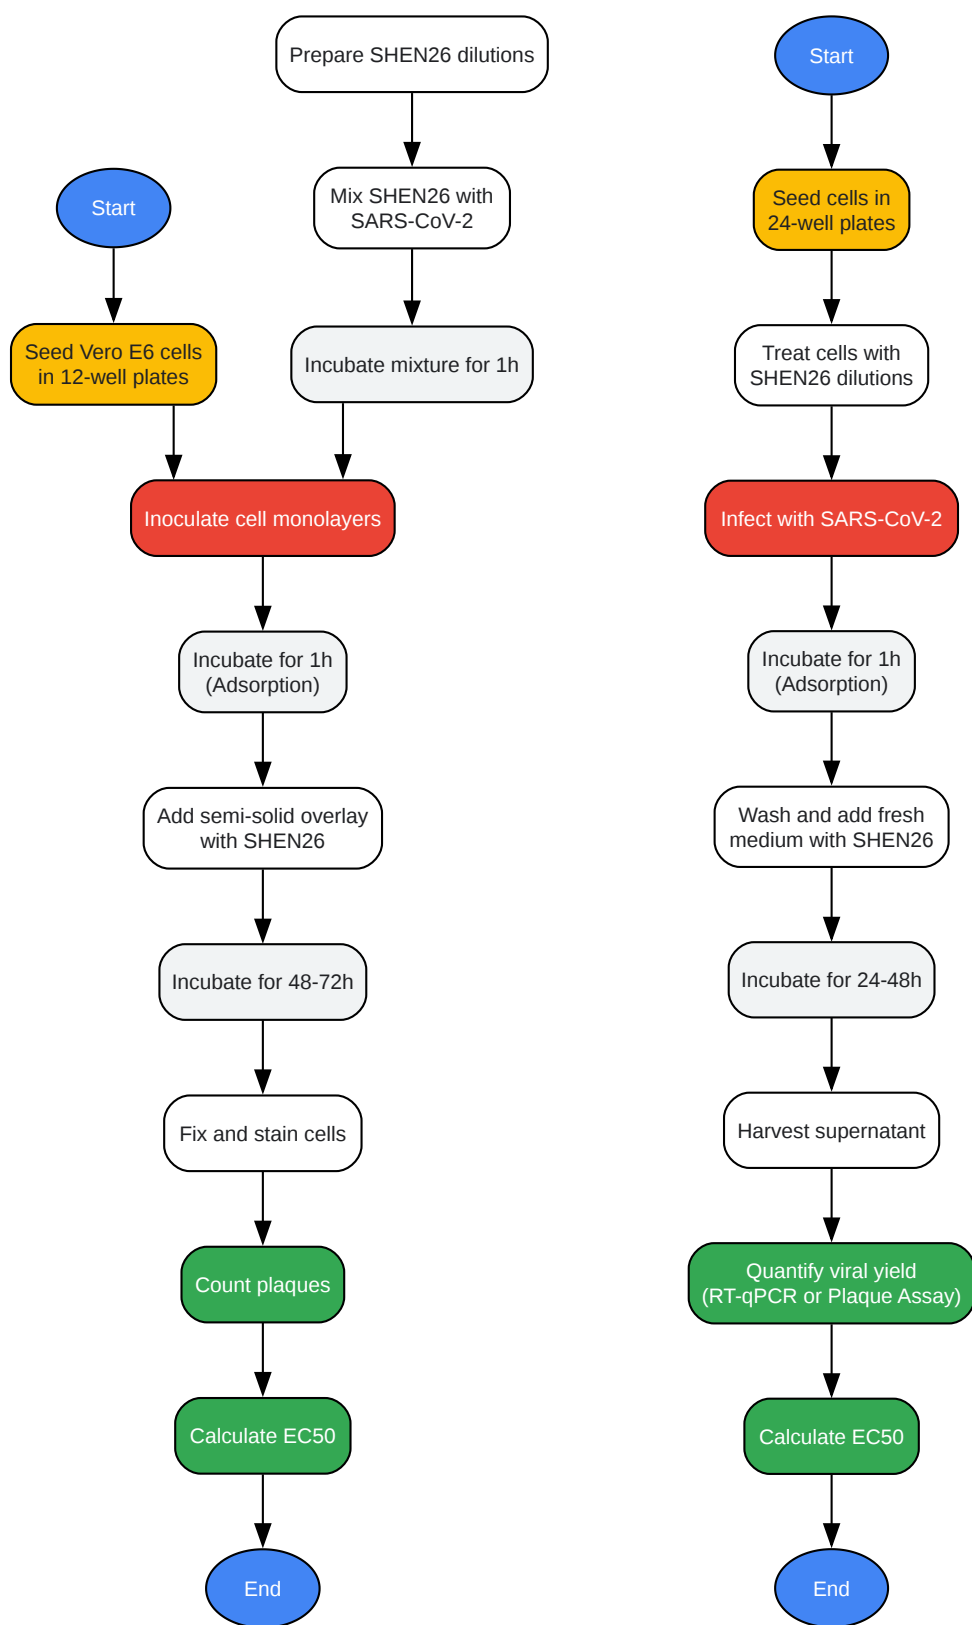 Prepare SHEN26 dilutions
Mix SHEN26 with
SARS-CoV-2
Start
Seed Vero E6 cells
in 12-well plates
Incubate mixture for 1h
Inoculate cell monolayers
Incubate for 1h
(Adsorption)
Add semi-solid overlay
with SHEN26
Incubate for 48-72h
Fix and stain cells
Count plaques
Calculate EC50
End
Start
Seed cells in
24-well plates
Treat cells with
SHEN26 dilutions
Infect with SARS-CoV-2
Incubate for 1h
(Adsorption)
Wash and add fresh
medium with SHEN26
Incubate for 24-48h
Harvest supernatant
Quantify viral yield
(RT-qPCR or Plaque Assay)
Calculate EC50
End